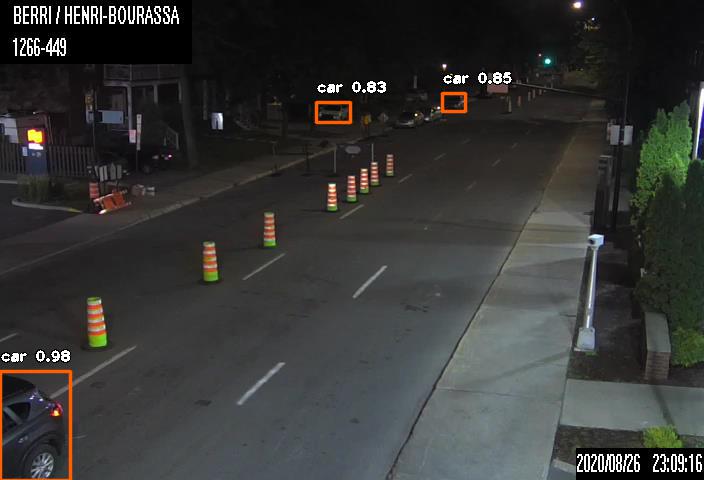 BERRI / HENRI-BOURASSA
1266-449
car 0.83
car 0.85
car 0.98
2020/08/26 23:09:16